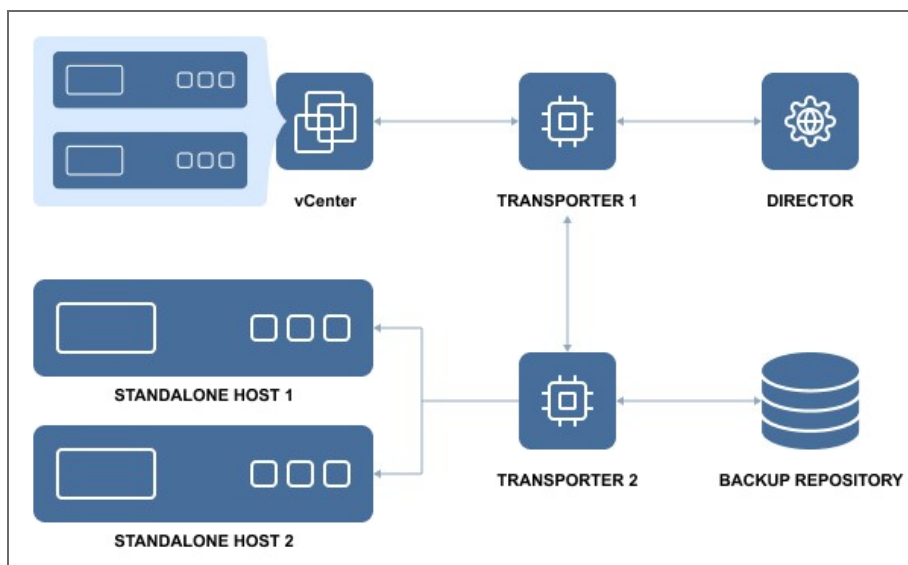 vCenter
TRANSPORTER 1
DIRECTOR
STANDALONE HOST 1
TRANSPORTER 2
BACKUP REPOSITORY
STANDALONE HOST 2